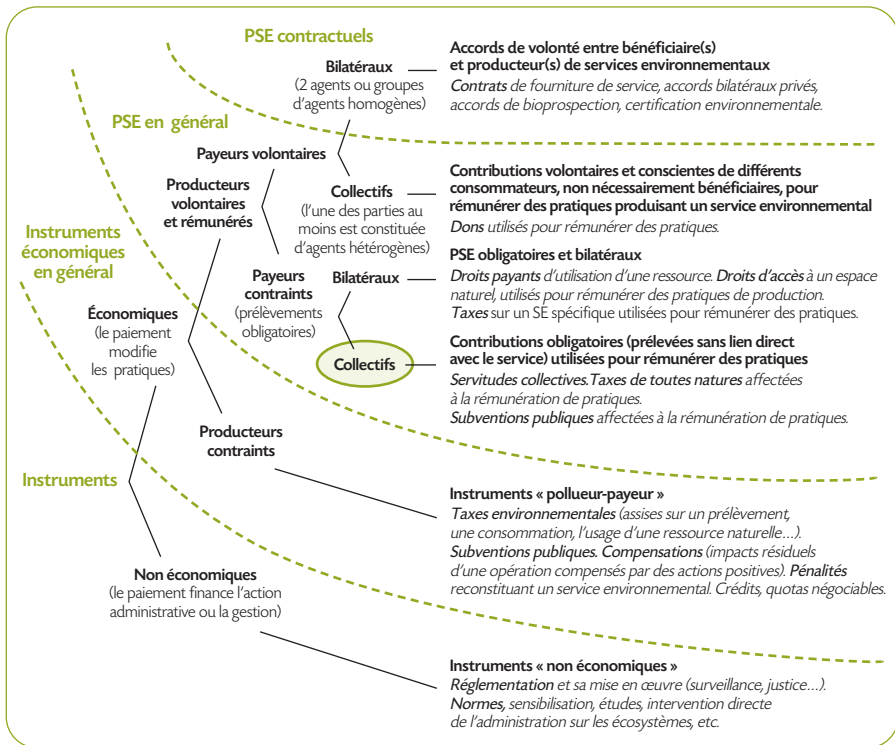 PSE contractuels
Bilatéraux
(2 agents ou groupes
d'agents homogènes)
Accords de volonté entre bénéficiaire(s)
et producteur(s) de services environnementaux
Contrats de fourniture de service, accords bilatéraux privés,
accords de bioprospection, certification environnementale.
PSE en général
Payeurs volontaires
Producteurs
volontaires
et rémunérés
Collectifs
(l'une des parties au
moins est constituée
d'agents hétérogènes)
Contributions volontaires et conscientes de différents
consommateurs, non nécessairement bénéficiaires, pour
rémunérer des pratiques produisant un service environnemental
Dons utilisés pour rémunérer des pratiques.
Instruments
économiques
en général
Payeurs
contraints
(prélèvements
obligatoires)
Bilatéraux
PSE obligatoires et bilatéraux
Droits payants d'utilisation d'une ressource. Droits d'accès à un espace
naturel, utilisés pour rémunérer des pratiques de production.
Taxes sur un SE spécifique utilisées pour rémunérer des pratiques.
Économiques
(le paiement
modifie
les pratiques)
Collectifs
Contributions obligatoires (prélevées sans lien direct
avec le service) utilisées pour rémunérer des pratiques
Servitudes collectives. Taxes de toutes natures affectées
à la rémunération de pratiques.
Subventions publiques affectées à la rémunération de pratiques.
Producteurs
contraints
Instruments
Instruments « pollueur-payeur »
Taxes environnementales (assises sur un prélèvement,
une consommation, l'usage d'une ressource naturelle...).
Subventions publiques. Compensations (impacts résiduels
d'une opération compensés par des actions positives). Pénalités
reconstituant un service environnemental. Crédits, quotas négociables.
Non économiques
(le paiement finance l'action
administrative ou la gestion)
Instruments « non économiques »
Réglementation et sa mise en œuvre (surveillance, justice...).
Normes, sensibilisation, études, intervention directe
de l'administration sur les écosystèmes, etc.